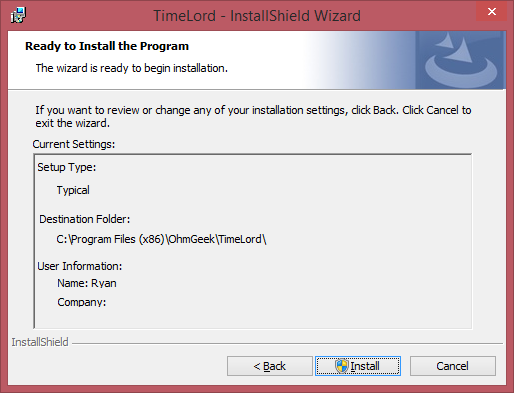 TimeLord - InstallShield Wizard
Ready to Install the Program
The wizard is ready to begin installation.
If you want to review or change any of your installation settings, click Back. Click Cancel to
exit the wizard.
Current Settings:
Setup Type:
Typical
Destination Folder:
C:\Program Files (x86)\OhmGeek\TimeLord\
User Information:
Name: Ryan
Company:
InstallShield
< Back
Install
Cancel